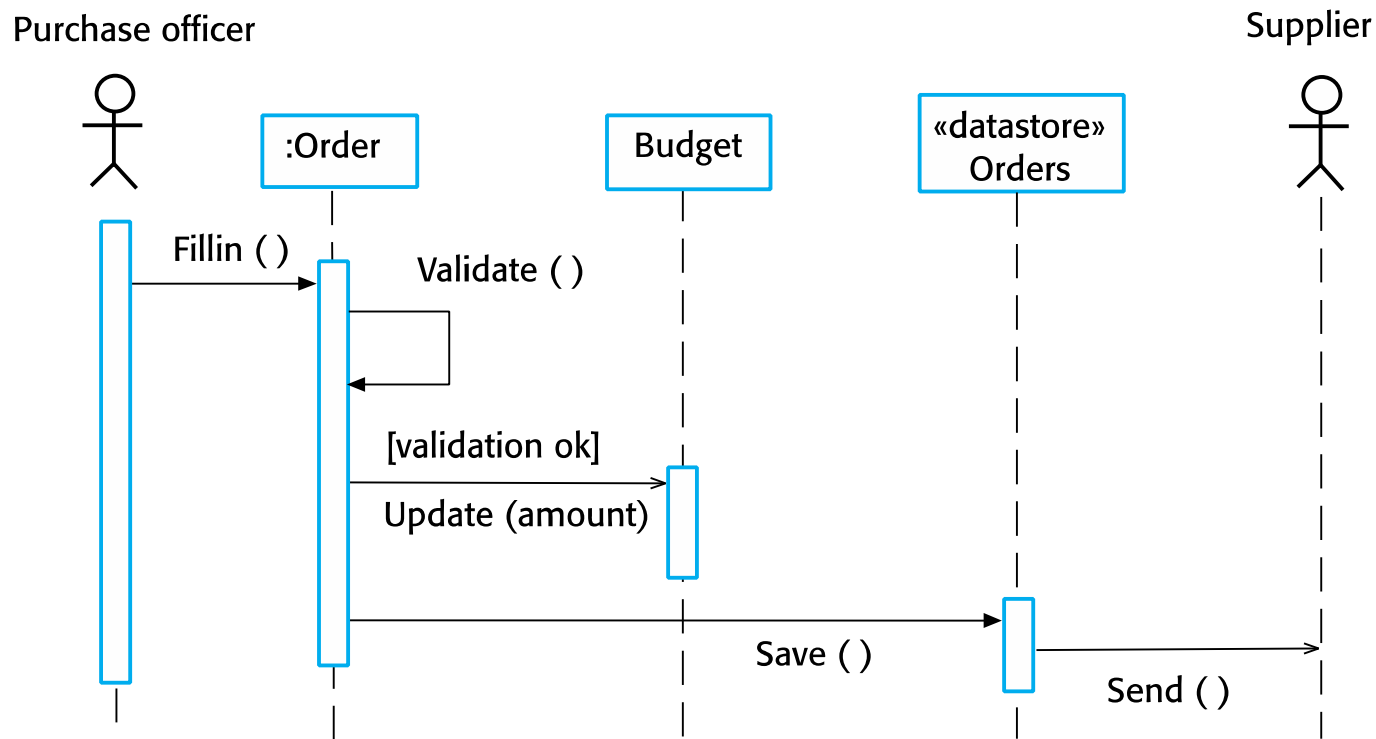 Purchase officer
Supplier
:Order
Budget
«datastore»
Orders
Fillin ( )
Validate ( )
[validation ok]
Update (amount)
Save ( )
Send ( )